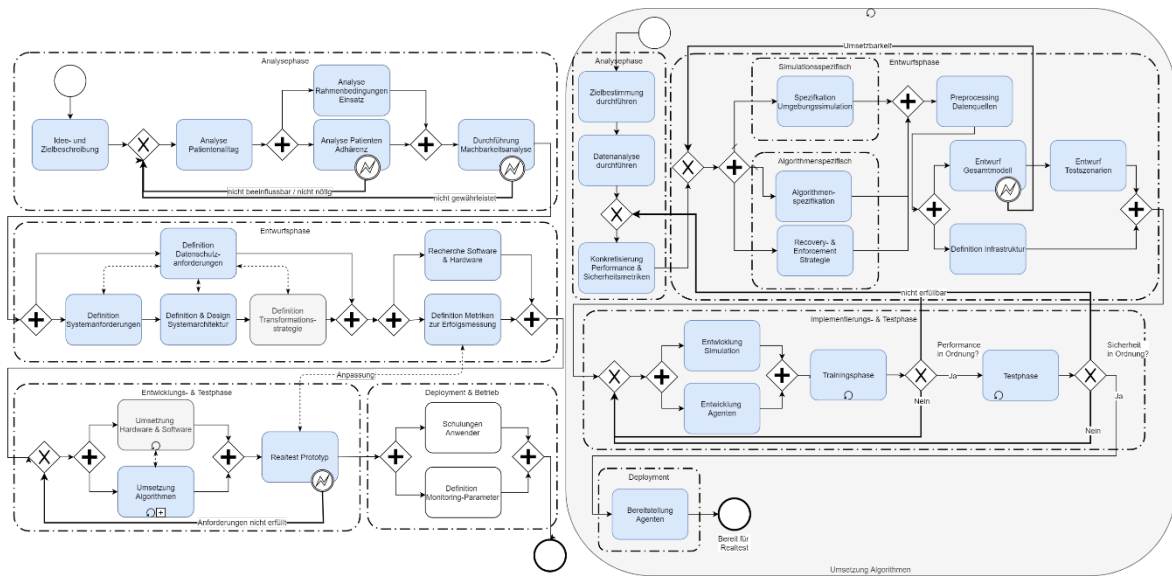 Analysephase
Idee- und
Zielbeschreibung
Analyse
Patientenalltag
Analyse
Rahmenbedingungen
Einsatz
Analyse Patienten
Adhärenz
Durchführung
Machbarkeitsanalyse
nicht beeinflussbar / nicht nötig
nicht gewährleistet
Entwurfsphase
Definition
Datenschutz-
anforderungen
Definition
Systemanforderungen
Definition & Design
Systemarchitektur
Definition
Transformations-
strategie
Recherche Software
& Hardware
Definition Metriken
zur Erfolgsmessung
Anpassung
Entwicklungs- & Testphase
Umsetzung
Hardware & Software
Umsetzung
Algorithmen
Realtest Prototyp
Anforderungen nicht erfüllt
Deployment & Betrieb
Schulungen
Anwender
Definition
Monitoring-Parameter
Analysephase
Zielbestimmung
durchführen
Datenanalyse
durchführen
Konkretisierung
Performance &
Sicherheitsmetriken
Umsetzbarkeit
Entwurfsphase
Simulationsspezifisch
Spezifkation
Umgebungssimulation
Algorithmenspezifisch
Algorithmen-
spezifikation
Recovery- &
Enforcement
Strategie
Preprocessing
Datenquellen
Entwurf
Gesamtmodell
Entwurf
Testszenarien
Definition Infrastruktur
nicht erfüllbar
Implementierungs- & Testphase
Entwicklung
Simulation
Entwicklung
Agenten
Trainingsphase
Performance
in Ordnung?
Ja
Nein
Testphase
Sicherheit
in Ordnung?
Ja
Nein
Deployment
Bereitstellung
Agenten
Bereit für
Realtest
Umsetzung Algorithmen